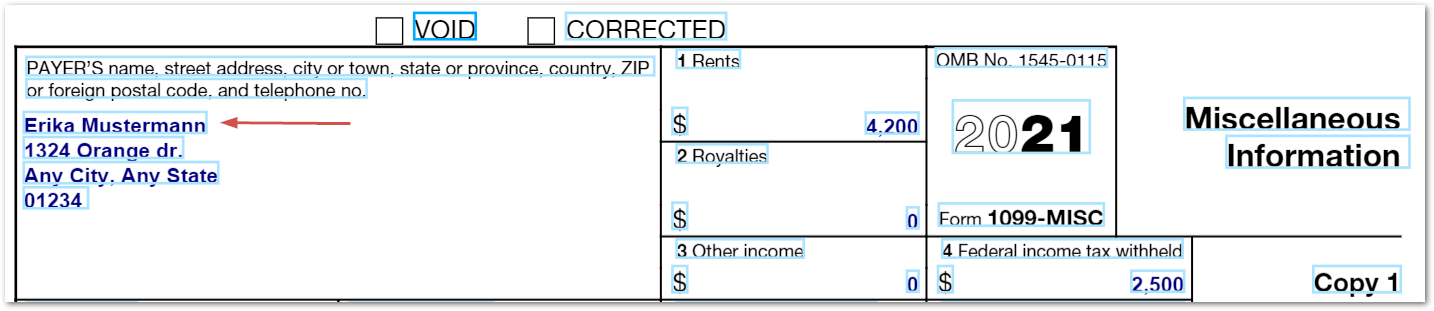 VOID CORRECTED
PAYER'S name, street address, city or town, state or province, country, ZIP
or foreign postal code, and telephone no.
Erika Mustermann
1324 Orange dr.
Any City, Any State
01234
1 Rents
$ 4,200
2 Royalties
$ 0
3 Other income
$ 0
OMB No. 1545-0115
2021
Form 1099-MISC
4 Federal income tax withheld
$ 2,500
Miscellaneous
Information
Copy 1